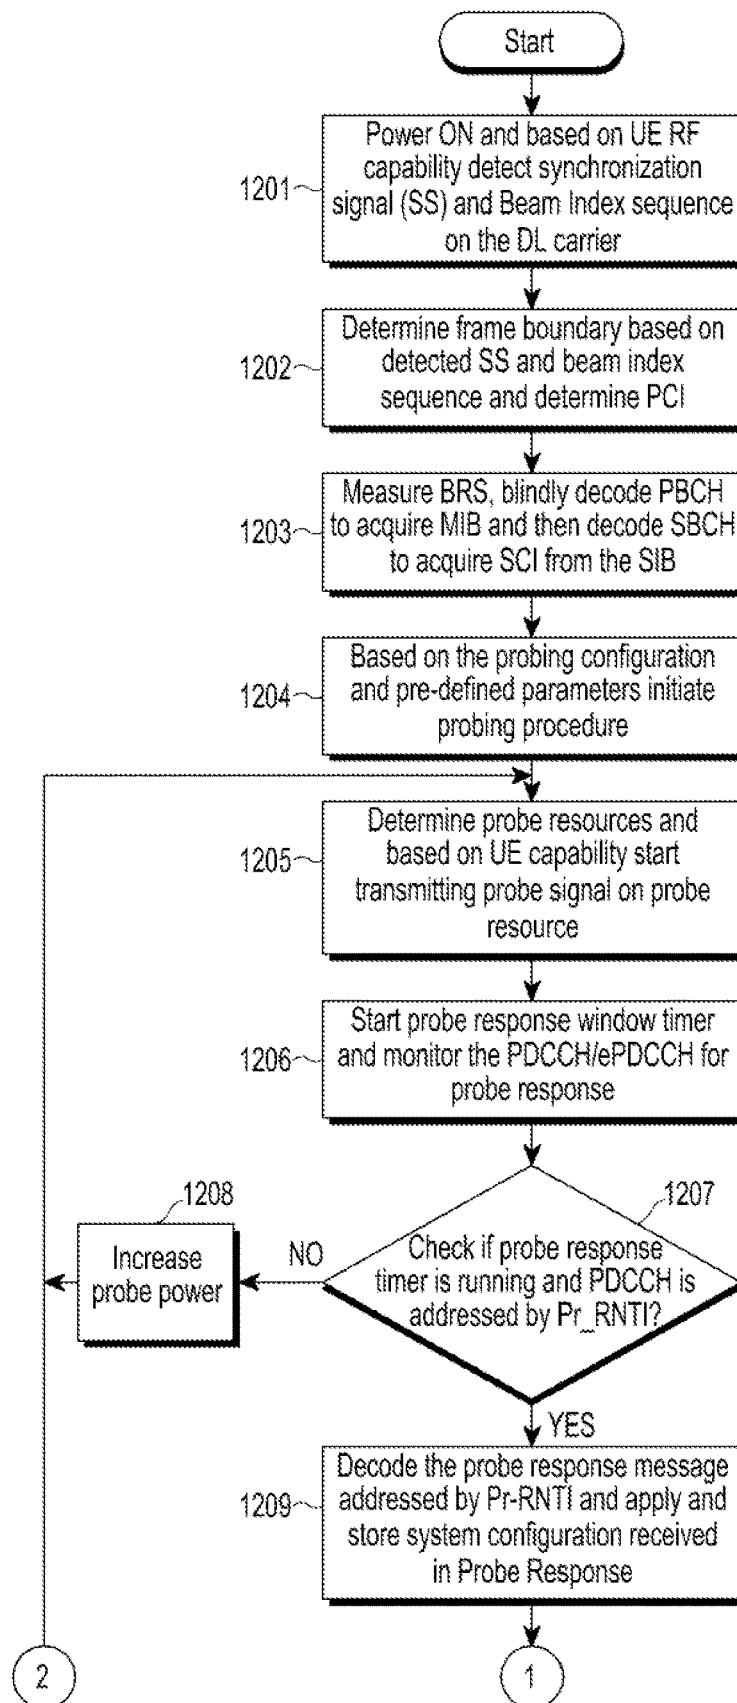 Start
1201
Power ON and based on UE RF
capability detect synchronization
signal (SS) and Beam Index sequence
on the DL carrier
1202
Determine frame boundary based on
detected SS and beam index
sequence and determine PCI
1203
Measure BRS, blindly decode PBCH
to acquire MIB and then decode SBCH
to acquire SCI from the SIB
1204
Based on the probing configuration
and pre-defined parameters initiate
probing procedure
1205
Determine probe resources and
based on UE capability start
transmitting probe signal on probe
resource
1206
Start probe response window timer
and monitor the PDCCH/ePDCCH for
probe response
1208
Increase
probe power
NO
1207
Check if probe response
timer is running and PDCCH is
addressed by Pr_RNTI?
YES
1209
Decode the probe response message
addressed by Pr-RNTI and apply and
store system configuration received
in Probe Response
2
1